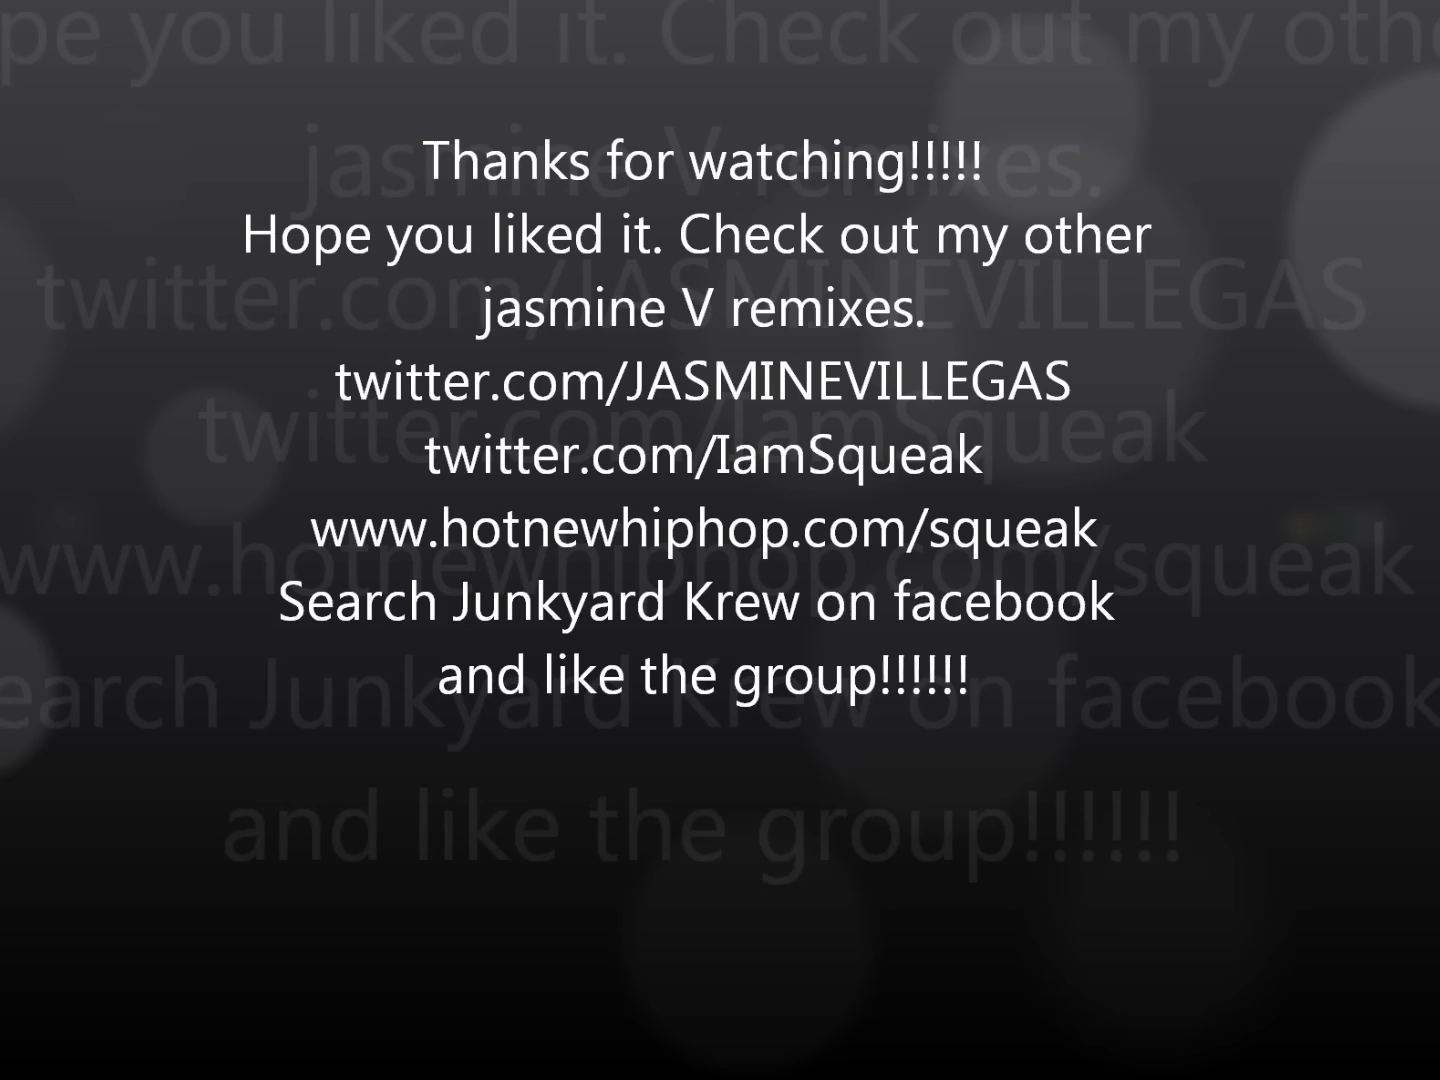 Thanks for watching!!!!!
Hope you liked it. Check out my other
jasmine V remixes.
twitter.com/JASMINEVILLEGAS
twitter.com/IamSqueak
www.hotnewhiphop.com/squeak
Search Junkyard Krew on facebook
and like the group!!!!!!